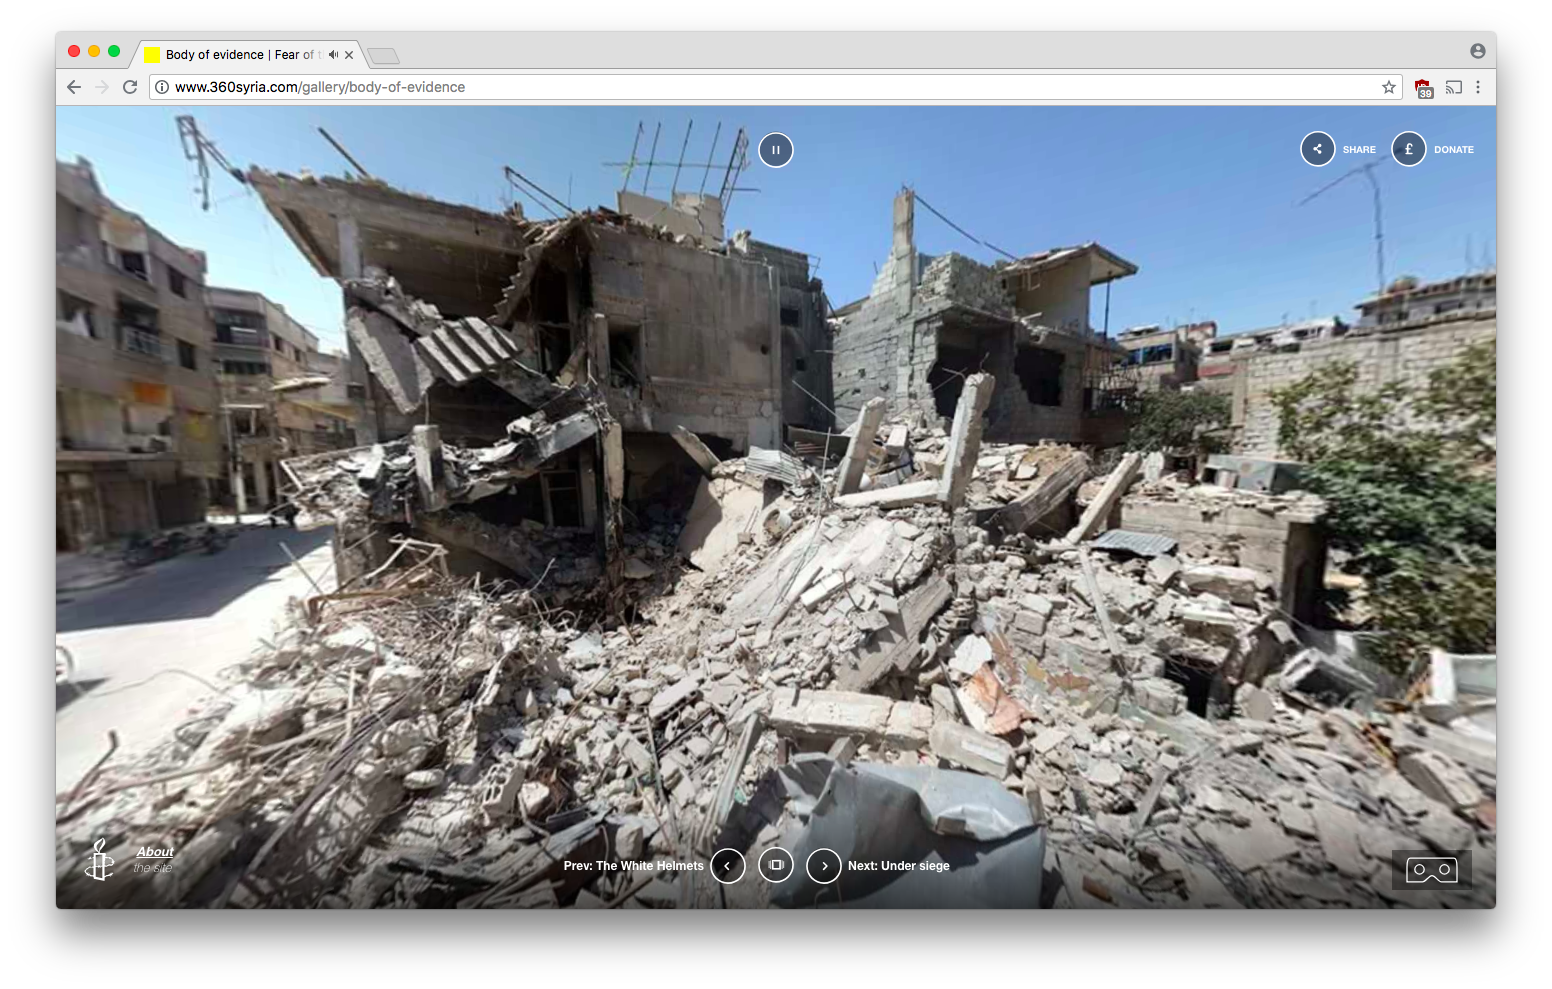 Body of evidence | Fear of t
www.360syria.com/gallery/body-of-evidence
39
SHARE
£
DONATE
About
the site
Prev: The White Helmets
Next: Under siege